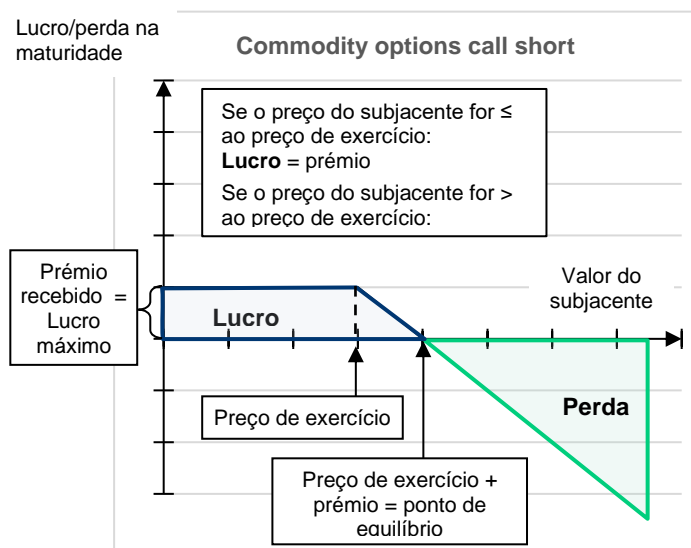 Lucro/perda na
maturidade
Commodity options call short
Se o preço do subjacente for ≤
ao preço de exercício:
Lucro = prémio
Se o preço do subjacente for >
ao preço de exercício:
Prémio
recebido =
Lucro
máximo
Lucro
Valor do
subjacente
Perda
Preço de exercício
Preço de exercício +
prémio = ponto de
equilíbrio